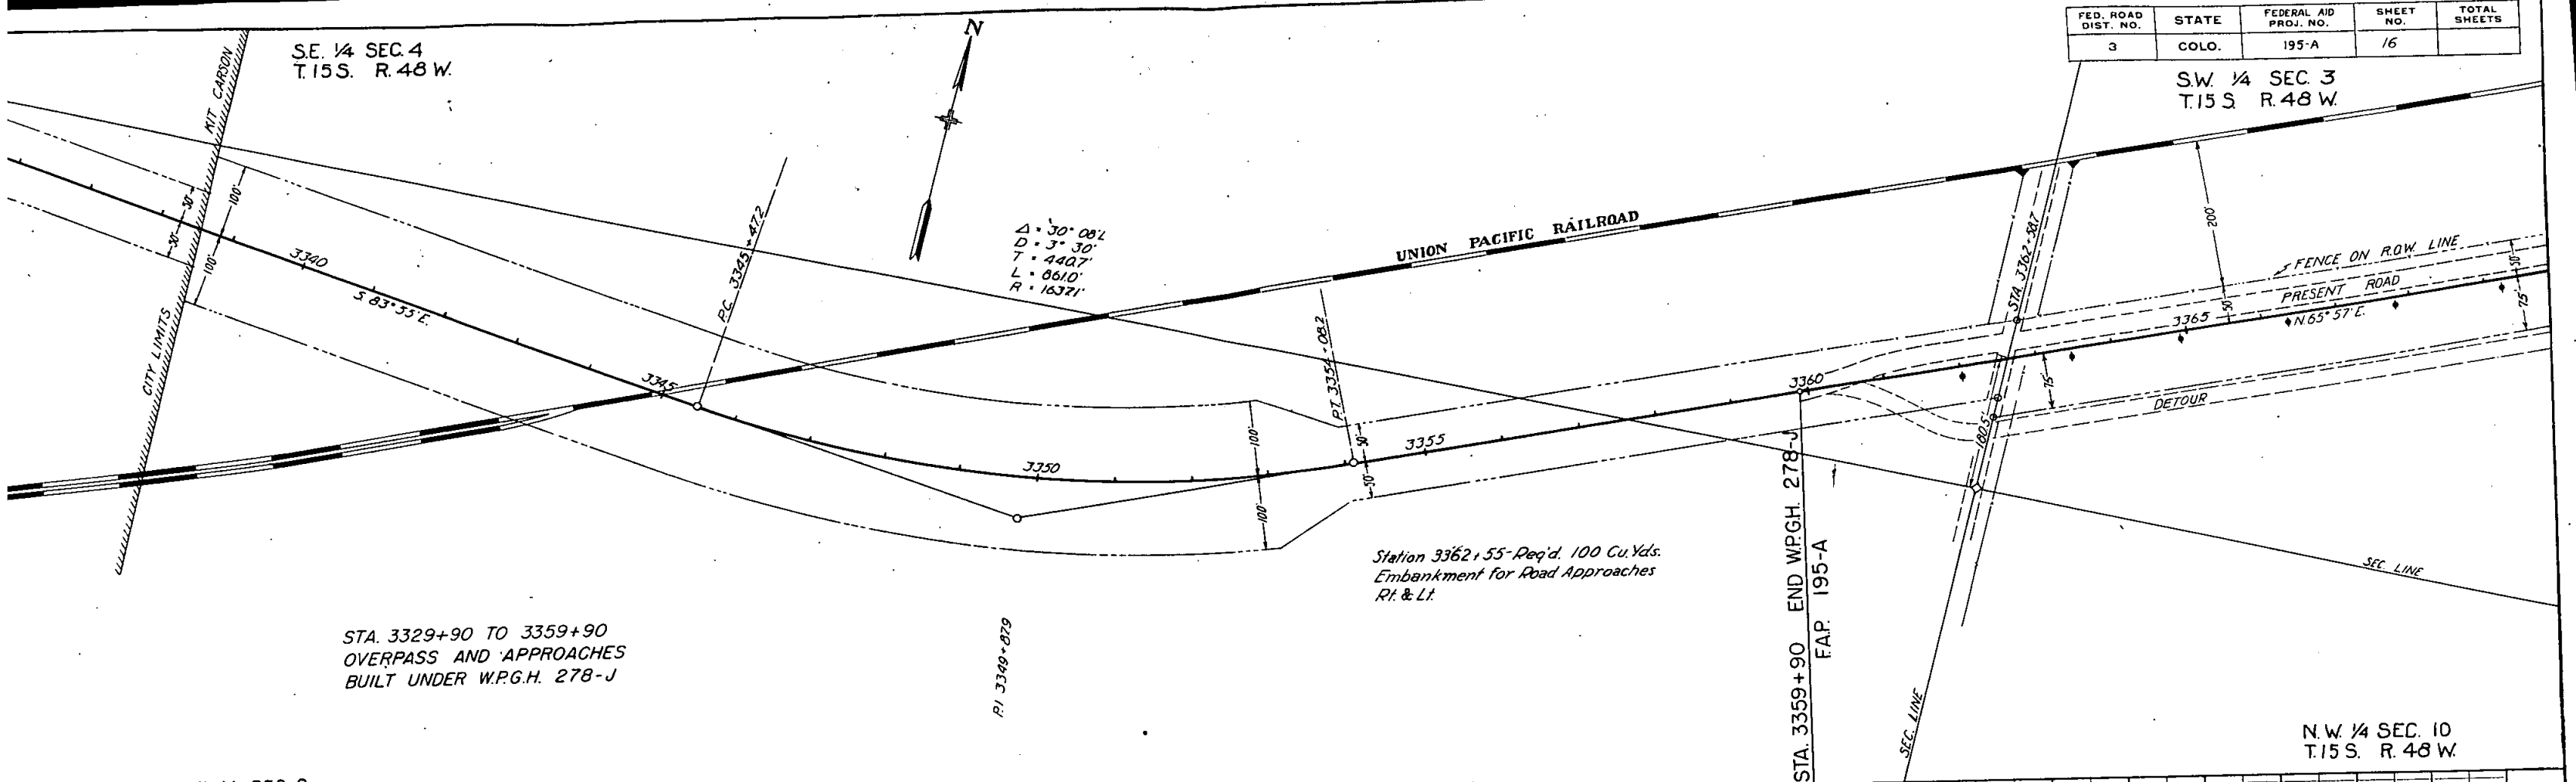 FED. ROAD DIST. NO. STATE FEDERAL AID PROJ. NO. SHEET NO. TOTAL SHEETS
3 COLO. 195-A 16
S.E. 1/4 SEC. 4
T. 15 S. R. 48 W.
N
S.W. 1/4 SEC. 3
T. 15 S. R. 48 W.
KIT CARSON
CITY LIMITS
50'
50'
100'
100'
3340
S. 83° 55' E.
3345
P.C. 3345+47.2
Δ = 30° 08' L
D = 3° 30'
T = 440.7'
L = 861.0'
R = 1637.1'
UNION PACIFIC RAILROAD
3350
100'
100'
P.T. 3354+08.2
50'
50'
3355
3360
STA. 3362+58.7
200'
50'
FENCE ON R.O.W. LINE
PRESENT ROAD
3365
N. 65° 57' E.
50'
75'
75'
DETOUR
180.5'
SEC. LINE
SEC. LINE
Station 3362+55-Req'd. 100 Cu. Yds.
Embankment for Road Approaches
Rt. & Lt.
STA. 3329+90 TO 3359+90
OVERPASS AND APPROACHES
BUILT UNDER W.P.G.H. 278-J
P.I. 3349+87.9
STA. 3359+90 END W.P.G.H. 278-J
F.A.P. 195-A
N.W. 1/4 SEC. 10
T. 15 S. R. 48 W.